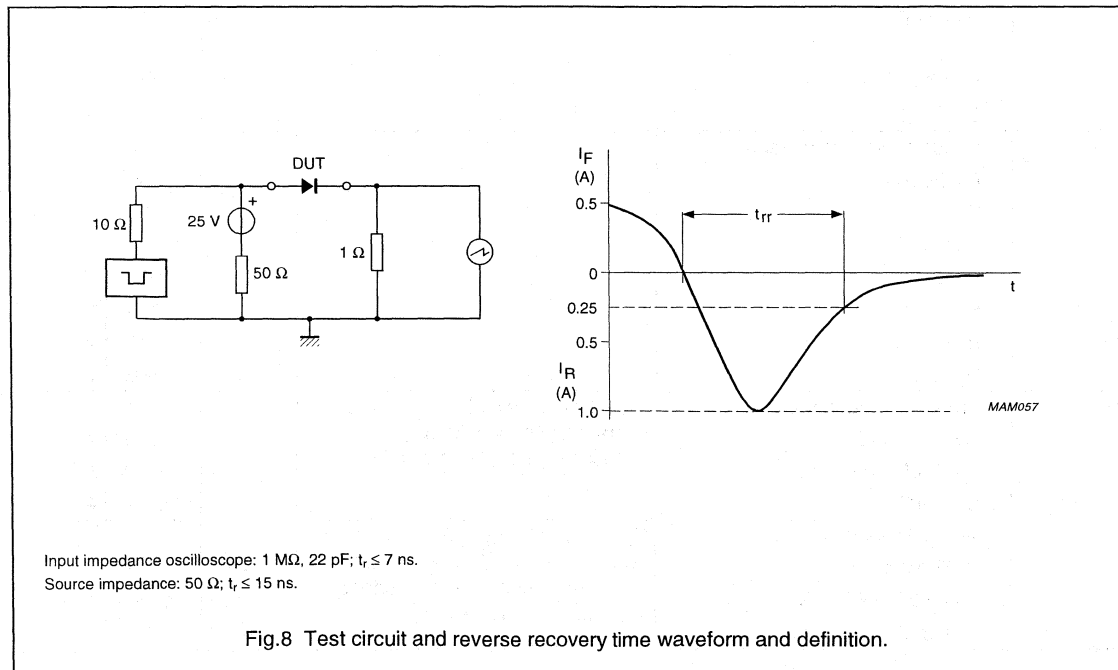 DUT
+
10 Ω
25 V
50 Ω
1 Ω
I_F
(A)
0.5
t_rr
0
t
0.25
0.5
I_R
(A)
1.0
MAM057
Input impedance oscilloscope: 1 MΩ, 22 pF; t_r ≤ 7 ns.
Source impedance: 50 Ω; t_r ≤ 15 ns.
Fig.8 Test circuit and reverse recovery time waveform and definition.